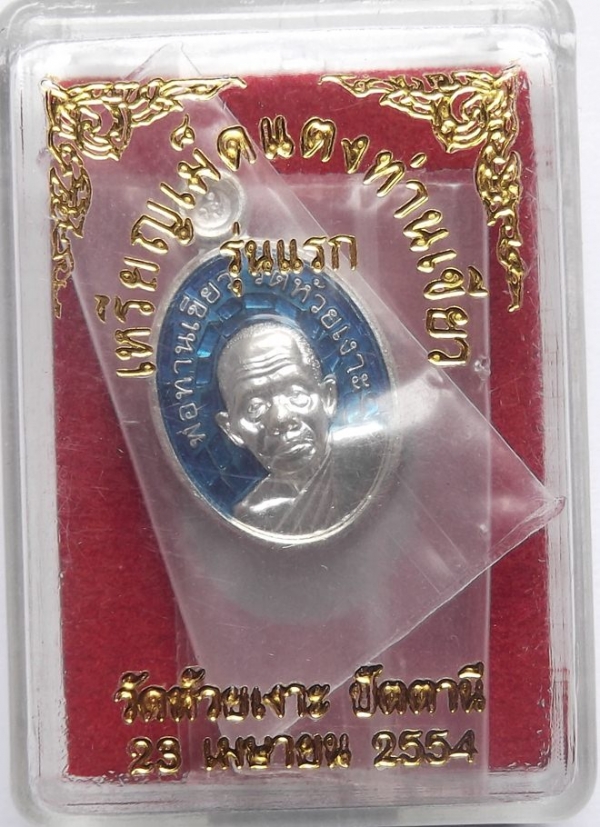 เหรียญเม็ดแตงท่านเขียว
รุ่นแรก
พ่อท่านเขียว วัดห้วยเงาะ
วัดห้วยเงาะ ปัตตานี
23 เมษายน 2554